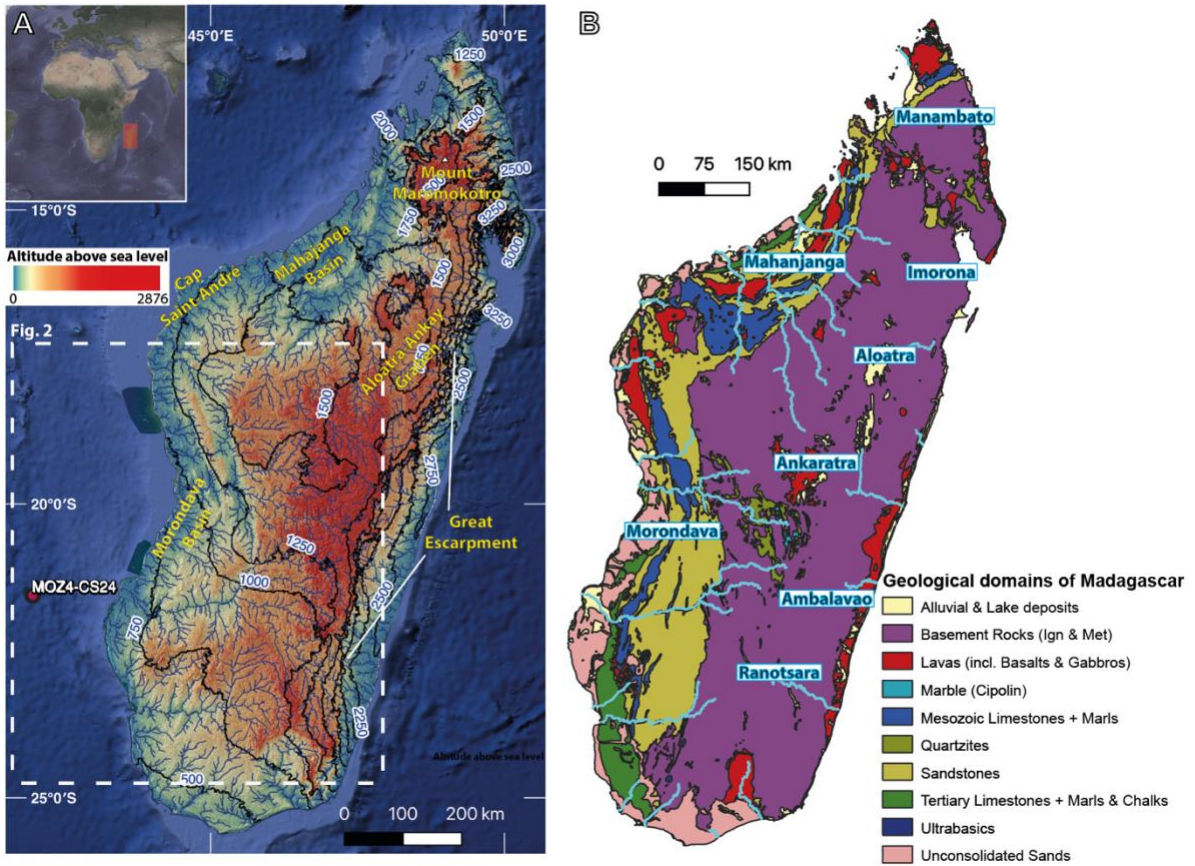 A
45°0'E
50°0'E
1250
2000
1500
2500
Mount
Maromokotro
1500
1750
3250
3000
15°0'S
Altitude above sea level
0
2876
Cap
Saint André
Mahajanga
Basin
1500
3250
Fig. 2
Aloatra Ankay
Graben
2500
1500
2750
20°0'S
Morondava
Basin
Great
Escarpment
1250
1000
MOZ4-CS24
2500
750
2250
Altitude above sea level
500
25°0'S
0 100 200 km
B
Manambato
0 75 150 km
Mahanjanga
Imorona
Aloatra
Ankaratra
Morondava
Ambalavao
Ranotsara
Geological domains of Madagascar
Alluvial & Lake deposits
Basement Rocks (Ign & Met)
Lavas (incl. Basalts & Gabbros)
Marble (Cipolin)
Mesozoic Limestones + Marls
Quartzites
Sandstones
Tertiary Limestones + Marls & Chalks
Ultrabasics
Unconsolidated Sands